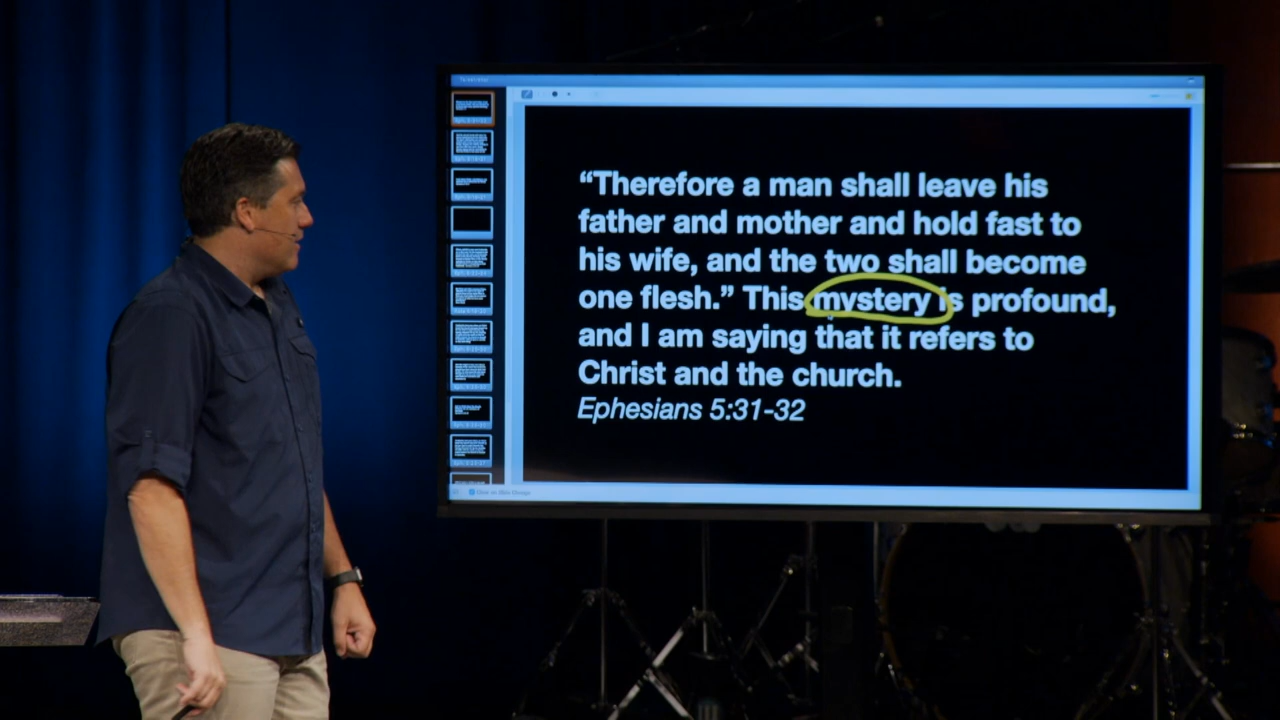 “Therefore a man shall leave his
father and mother and hold fast to
his wife, and the two shall become
one flesh.” This mystery is profound,
and I am saying that it refers to
Christ and the church.
Ephesians 5:31-32